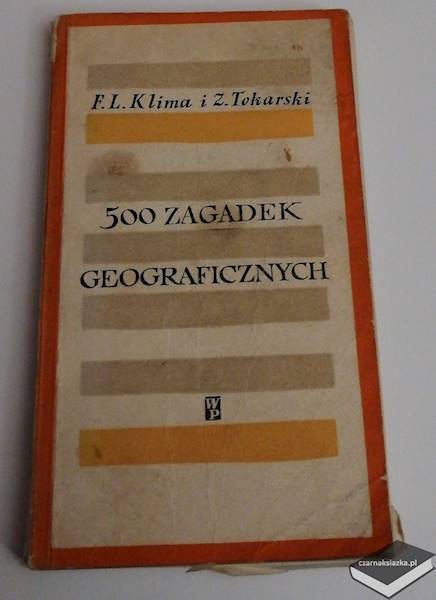 F. L. Klima i Z. Tokarski
500 ZAGADEK
GEOGRAFICZNYCH
WP
czarnaksiazka.pl